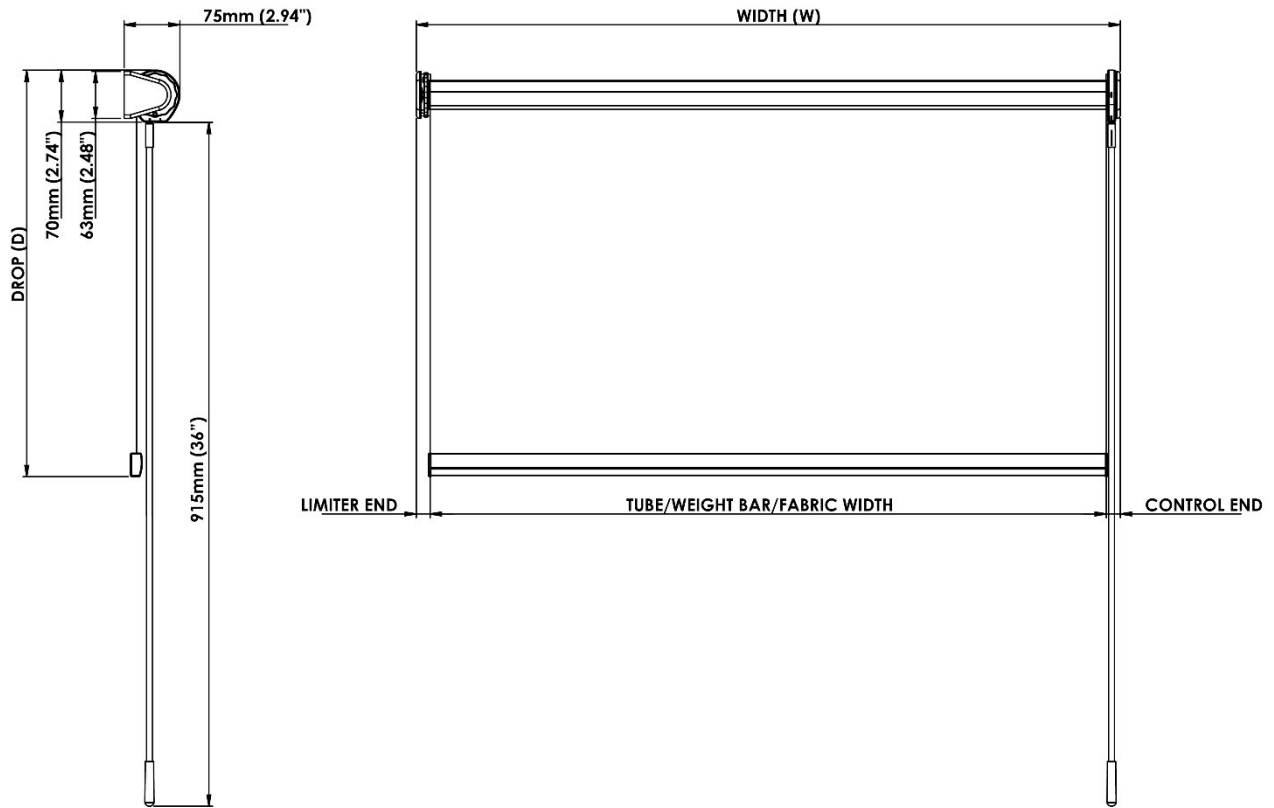 75mm (2.94")
WIDTH (W)
DROP (D)
70mm (2.74")
63mm (2.48")
915mm (36")
LIMITER END
TUBE/WEIGHT BAR/FABRIC WIDTH
CONTROL END